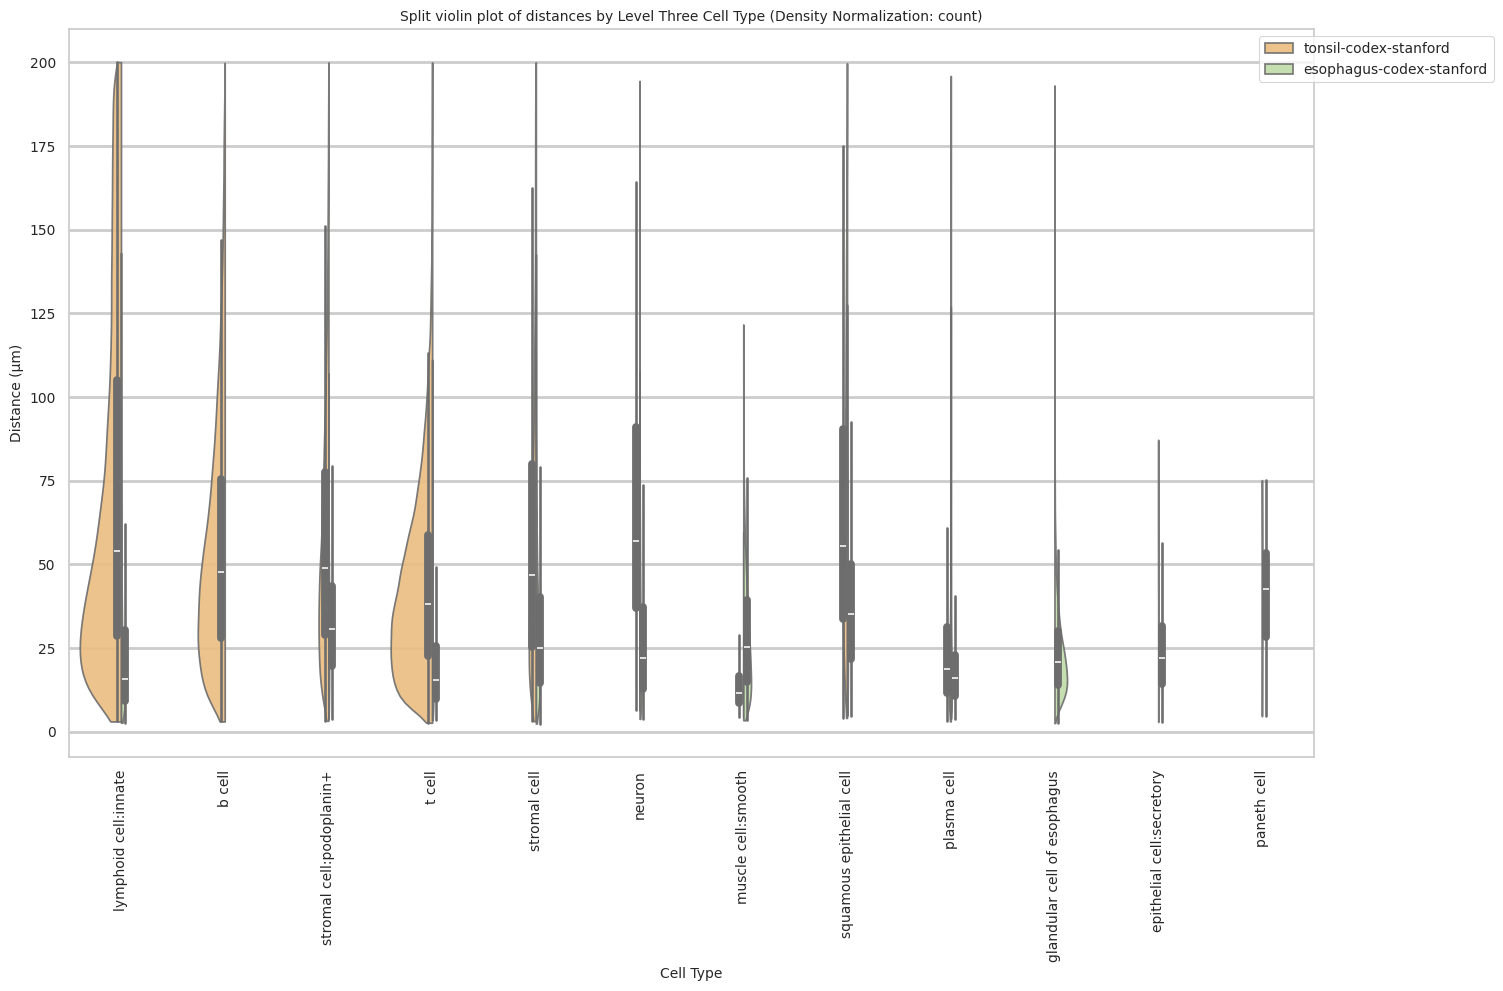 Split violin plot of distances by Level Three Cell Type (Density Normalization: count)
tonsil-codex-stanford
esophagus-codex-stanford
200
175
150
125
100
75
50
25
0
Distance (µm)
lymphoid cell:innate
b cell
stromal cell:podoplanin+
t cell
stromal cell
neuron
muscle cell:smooth
squamous epithelial cell
plasma cell
glandular cell of esophagus
epithelial cell:secretory
paneth cell
Cell Type